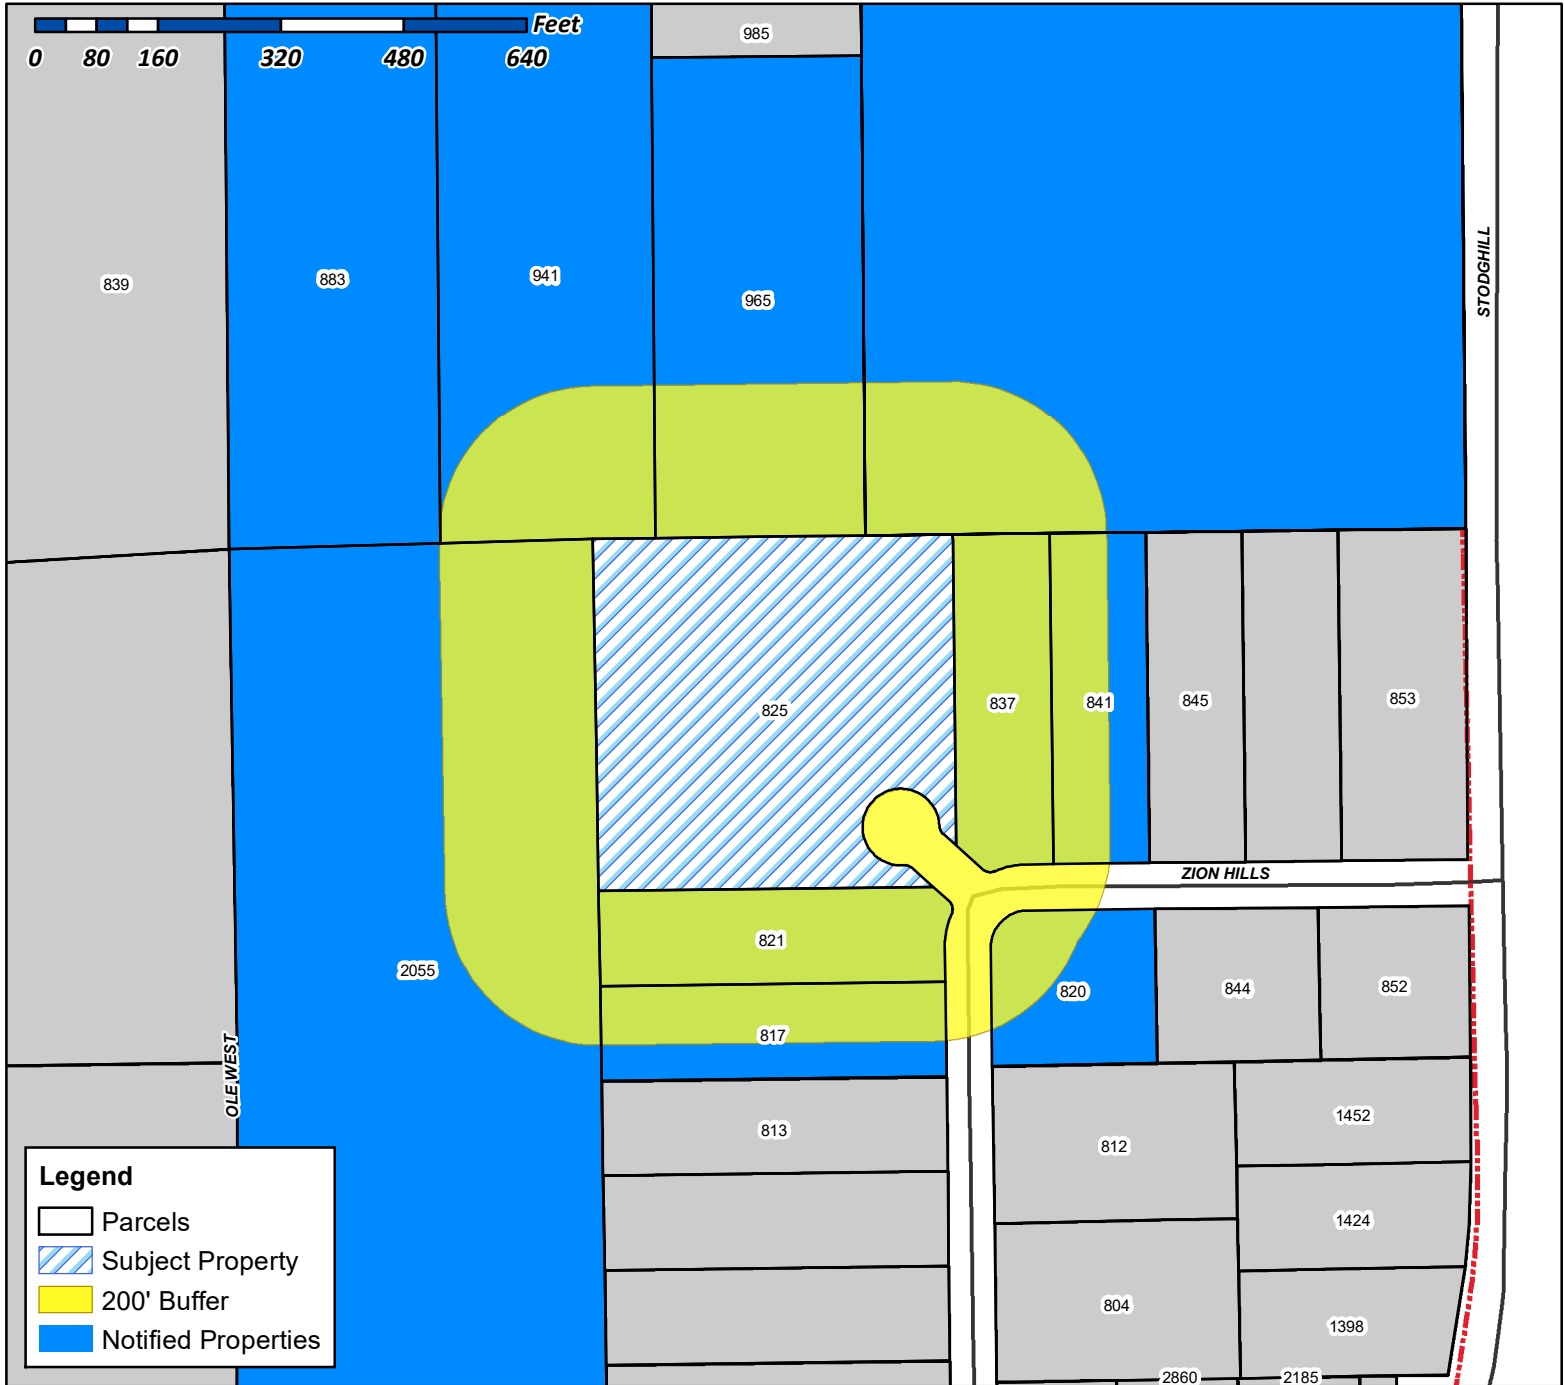 Feet
0 80 160 320 480 640
985
839
883
941
965
STODGHILL
825
837
841
845
853
ZION HILLS
821
2055
817
820
844
852
OLE WEST
813
812
1452
1424
804
1398
2860
2185
Legend
Parcels
Subject Property
200' Buffer
Notified Properties